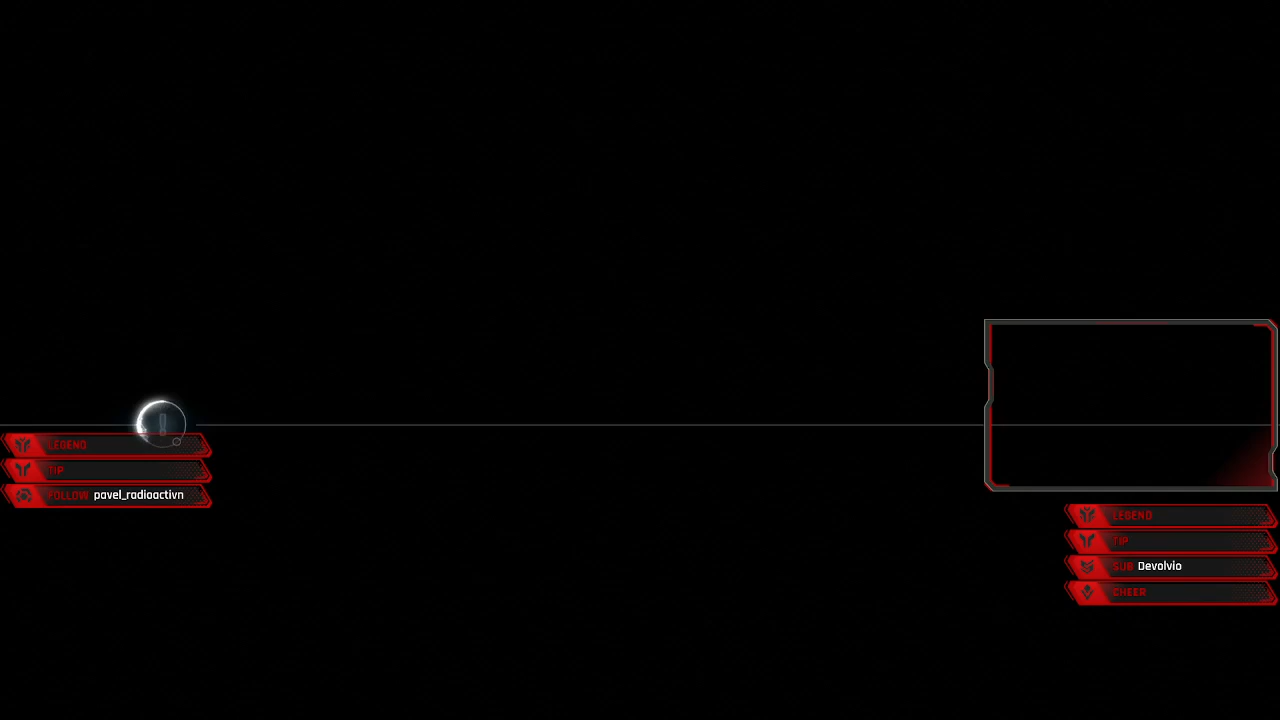 LEGEND
TIP
FOLLOW pavel_radioactivn
LEGEND
TIP
SUB Devolvio
CHEER